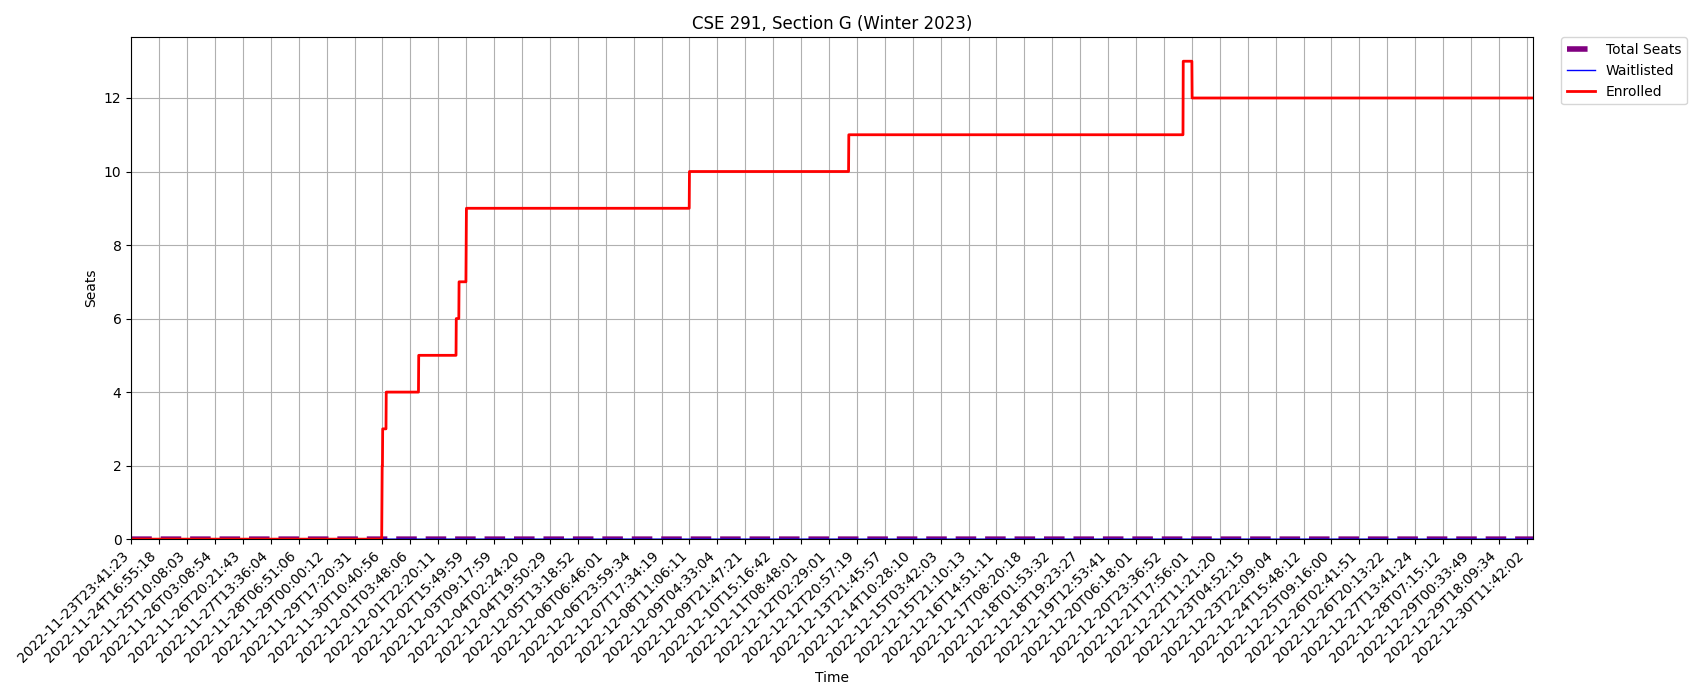 CSE 291, Section G (Winter 2023)
Total Seats
Waitlisted
Enrolled
Seats
12
10
8
6
4
2
0
2022-11-23T23:41:23
2022-11-24T16:55:18
2022-11-25T10:08:03
2022-11-26T03:08:54
2022-11-26T20:21:43
2022-11-27T13:36:04
2022-11-28T06:51:06
2022-11-29T00:00:12
2022-11-29T17:20:31
2022-11-30T10:40:56
2022-12-01T03:48:06
2022-12-01T22:20:11
2022-12-02T15:49:59
2022-12-03T09:17:59
2022-12-04T02:24:20
2022-12-04T19:50:29
2022-12-05T13:18:52
2022-12-06T06:46:01
2022-12-06T23:59:34
2022-12-07T17:34:19
2022-12-08T11:06:11
2022-12-09T04:33:04
2022-12-09T21:47:21
2022-12-10T15:16:42
2022-12-11T08:48:01
2022-12-12T02:29:01
2022-12-12T20:57:19
2022-12-13T21:45:57
2022-12-14T10:28:10
2022-12-15T03:42:03
2022-12-15T21:10:13
2022-12-16T14:51:11
2022-12-17T08:20:18
2022-12-18T01:53:32
2022-12-18T19:23:27
2022-12-19T12:53:41
2022-12-20T06:18:01
2022-12-20T23:36:52
2022-12-21T17:56:01
2022-12-22T11:21:20
2022-12-23T04:52:15
2022-12-23T22:09:04
2022-12-24T15:48:12
2022-12-25T09:16:00
2022-12-26T02:41:51
2022-12-26T20:13:22
2022-12-27T13:41:24
2022-12-28T07:15:12
2022-12-29T00:33:49
2022-12-29T18:09:34
2022-12-30T11:42:02
Time